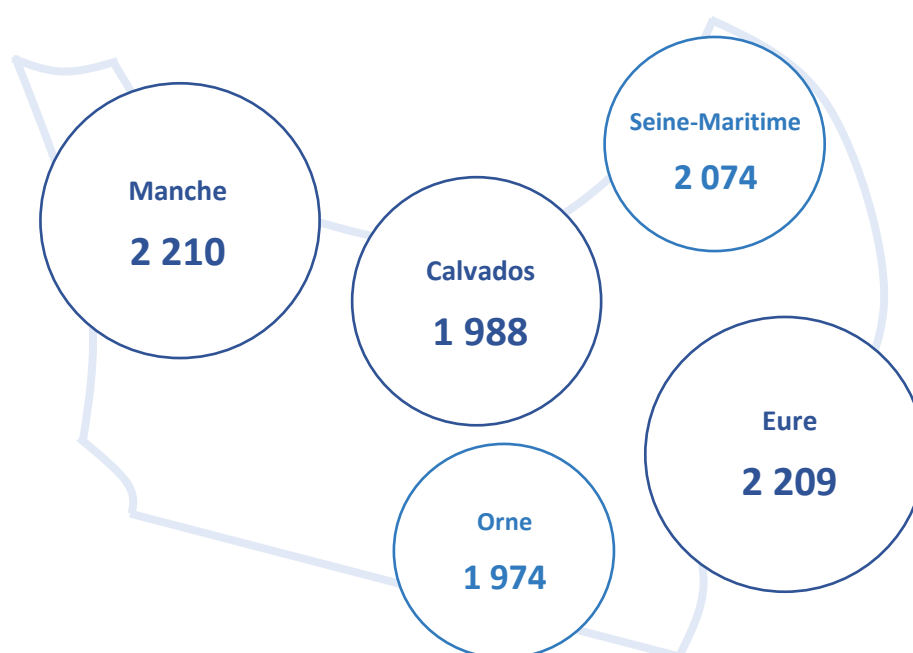 Seine-Maritime
2 074
Manche
2 210
Calvados
1 988
Eure
2 209
Orne
1 974